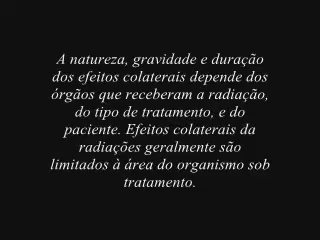 A natureza, gravidade e duração
dos efeitos colaterais depende dos
órgãos que receberam a radiação,
do tipo de tratamento, e do
paciente. Efeitos colaterais da
radiações geralmente são
limitados à área do organismo sob
tratamento.